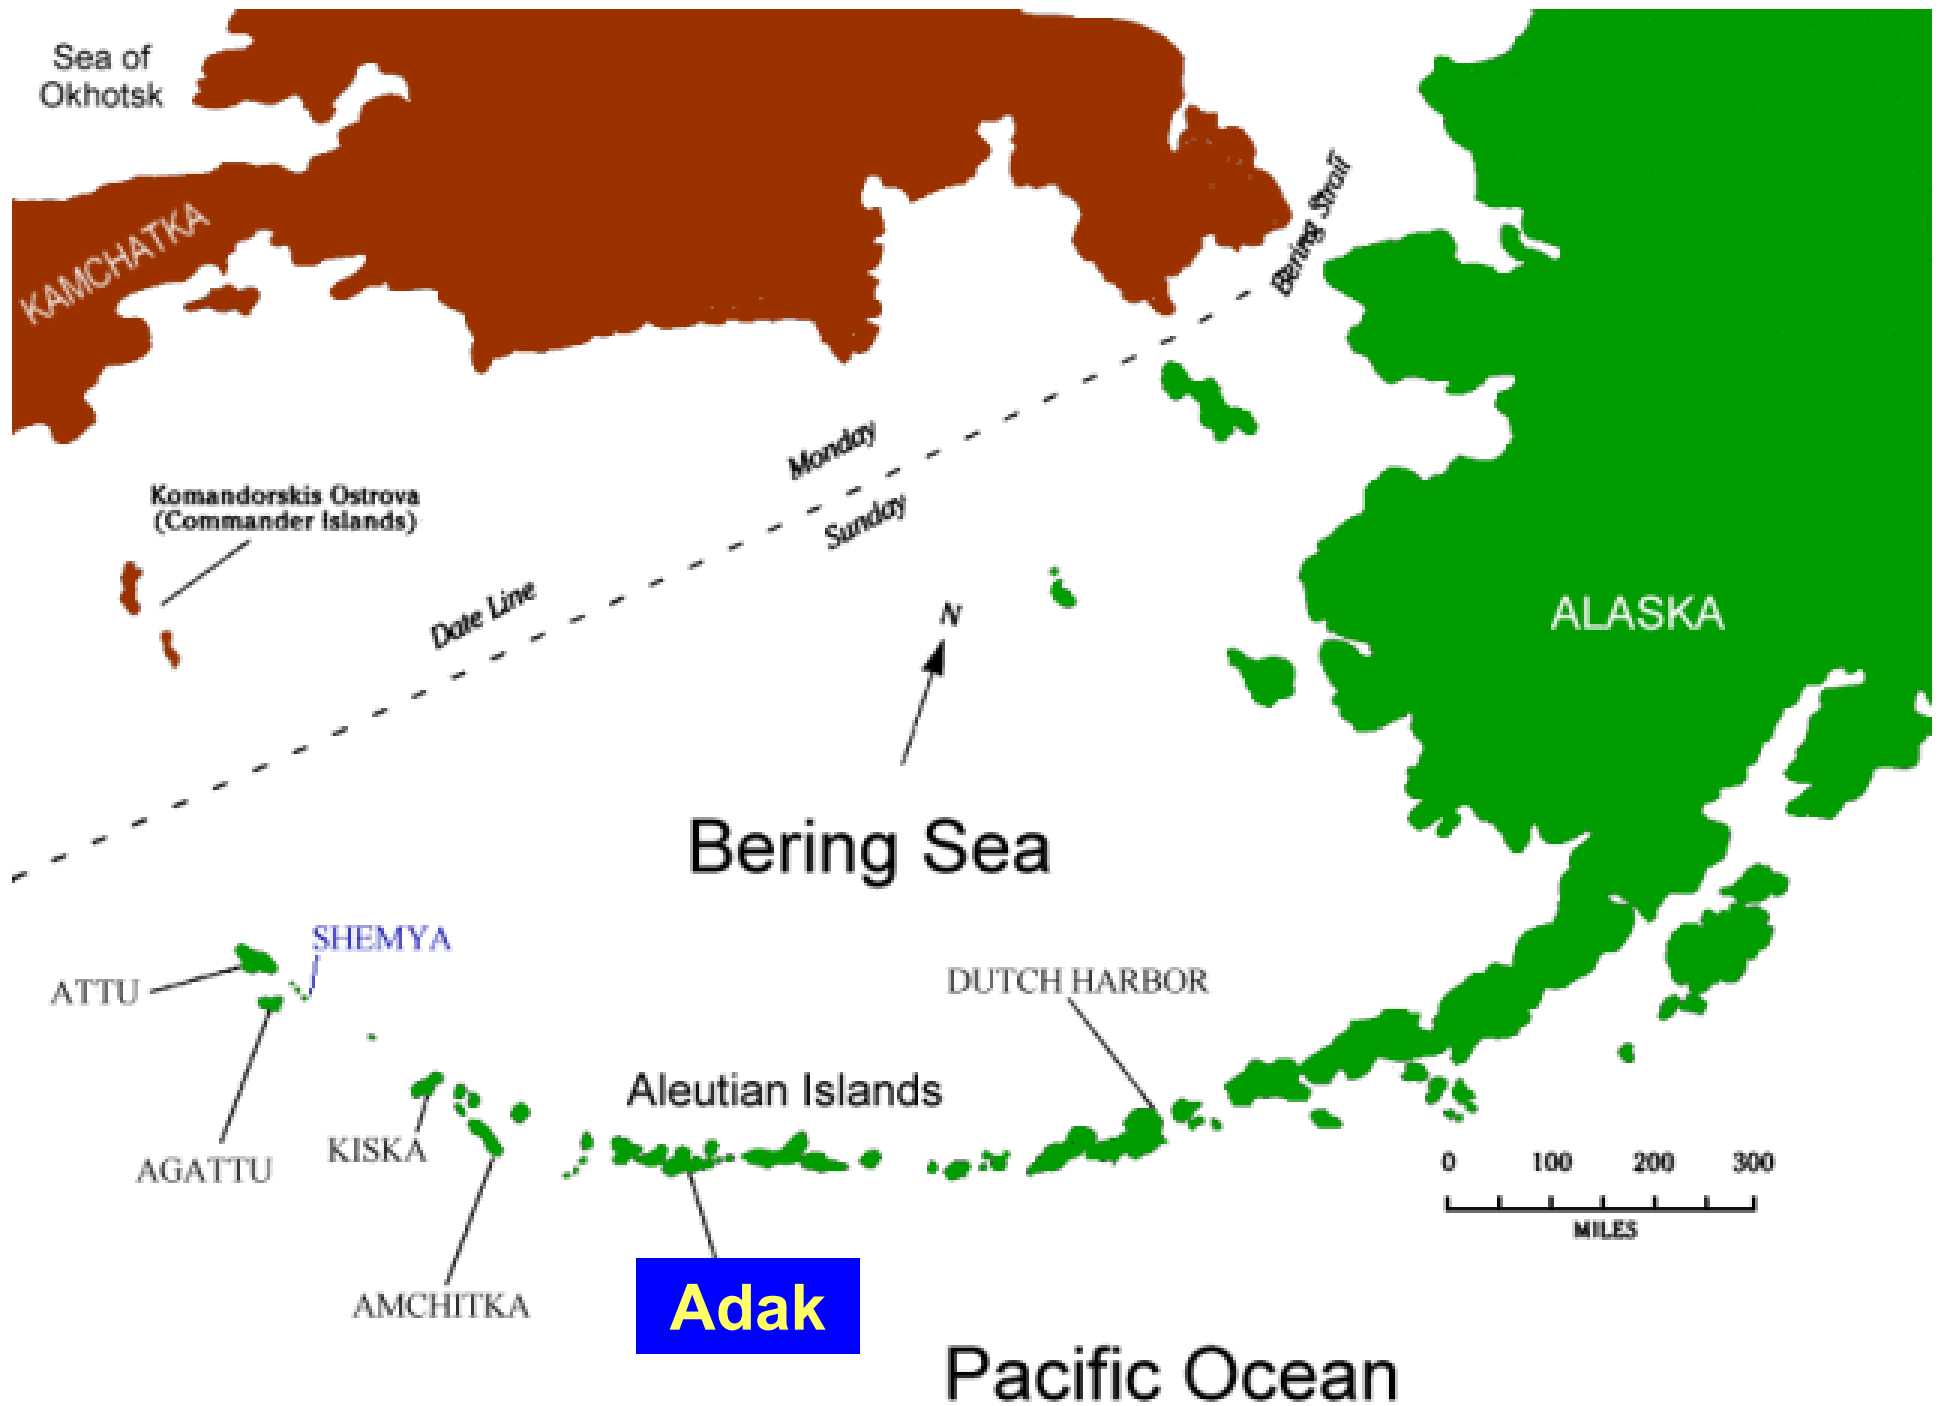 Sea of
Okhotsk
KAMCHATKA
Bering Strait
Monday
Komandorskis Ostrova
(Commander Islands)
Sunday
Date Line
N
ALASKA
Bering Sea
SHEMYA
ATTU
DUTCH HARBOR
Aleutian Islands
KISKA
AGATTU
0 100 200 300
MILES
AMCHITKA
Adak
Pacific Ocean